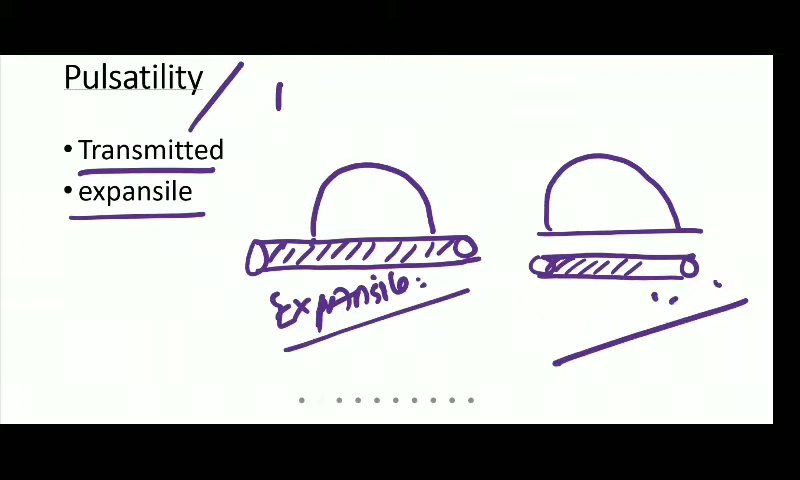 Pulsatility
• Transmitted
• expansile
Expansile